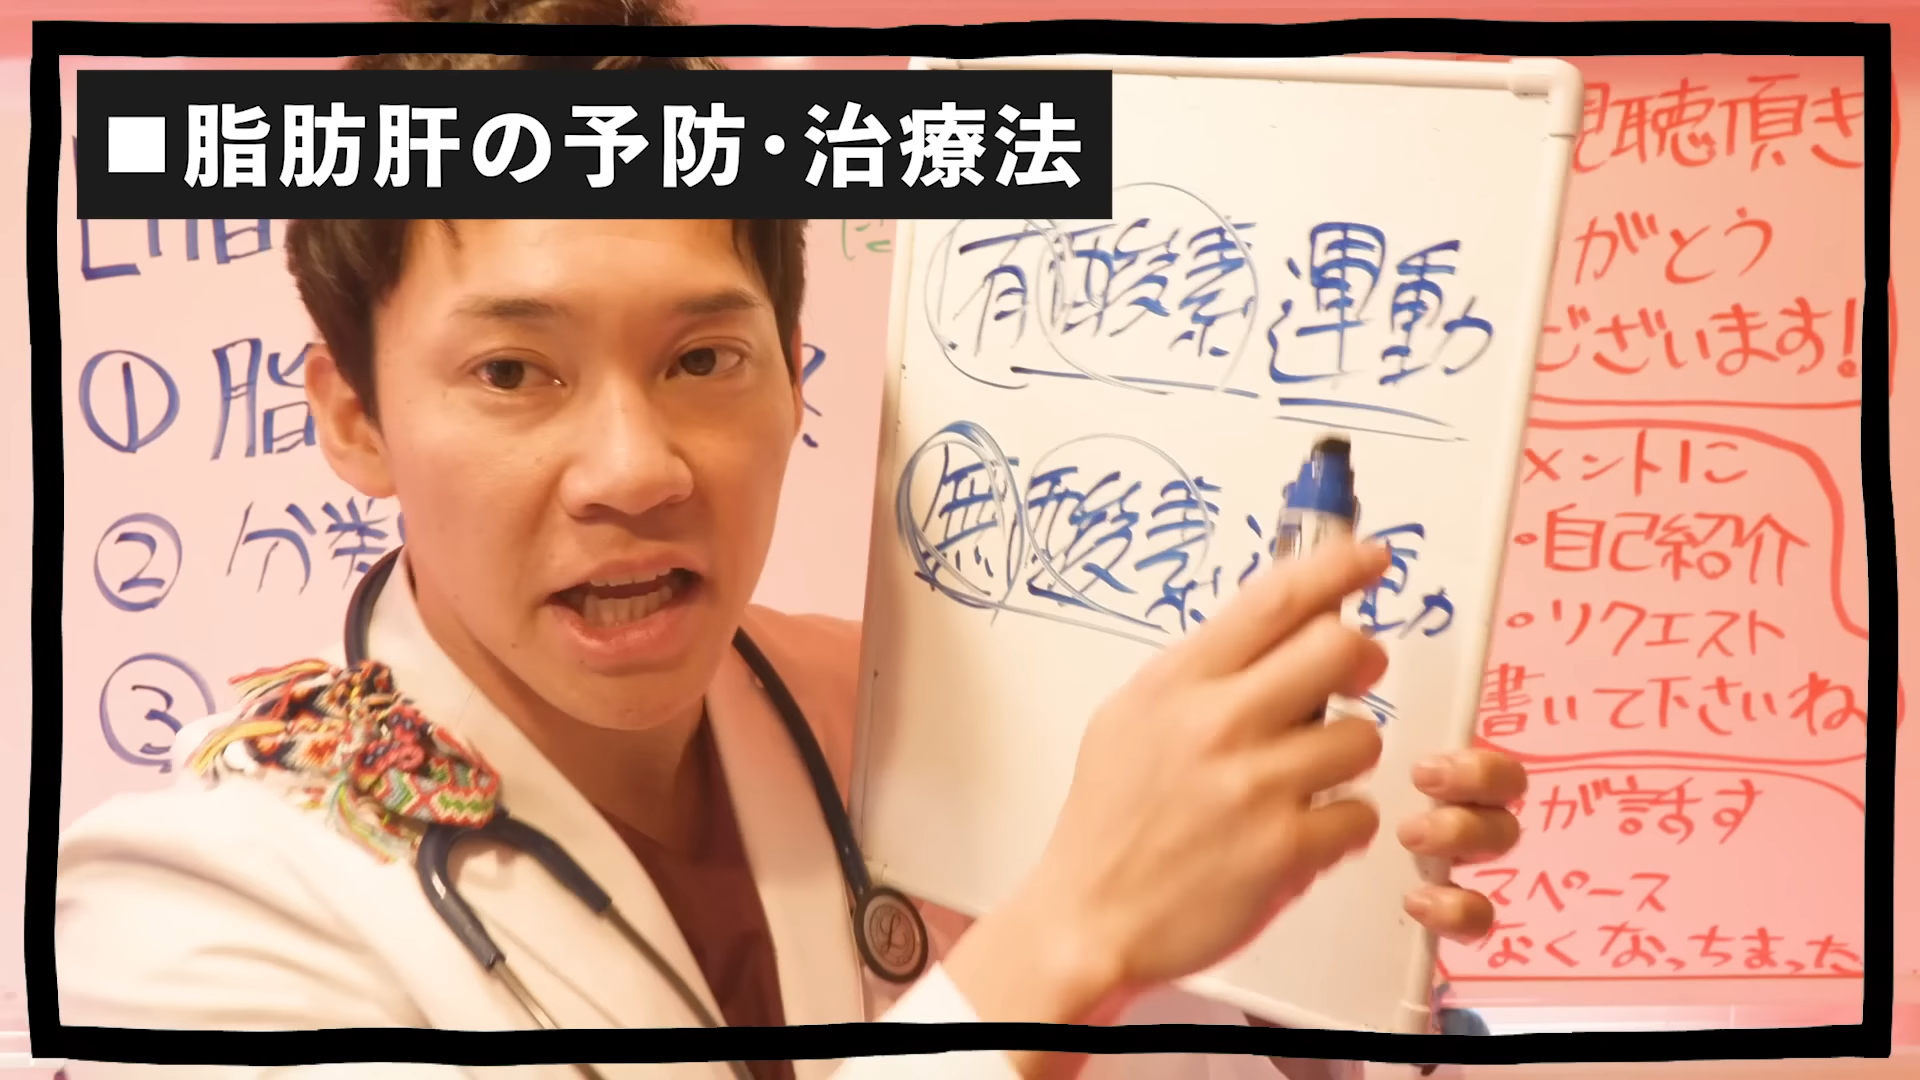 ■脂肪肝の予防・治療法
有酸素運動
無酸素運動
① 脂
② 分類
③
視聴頂き
がとう
ございます!
メントに
・自己紹介
・リクエスト
書いて下さいね
が話す
スペース
なくなっちまった